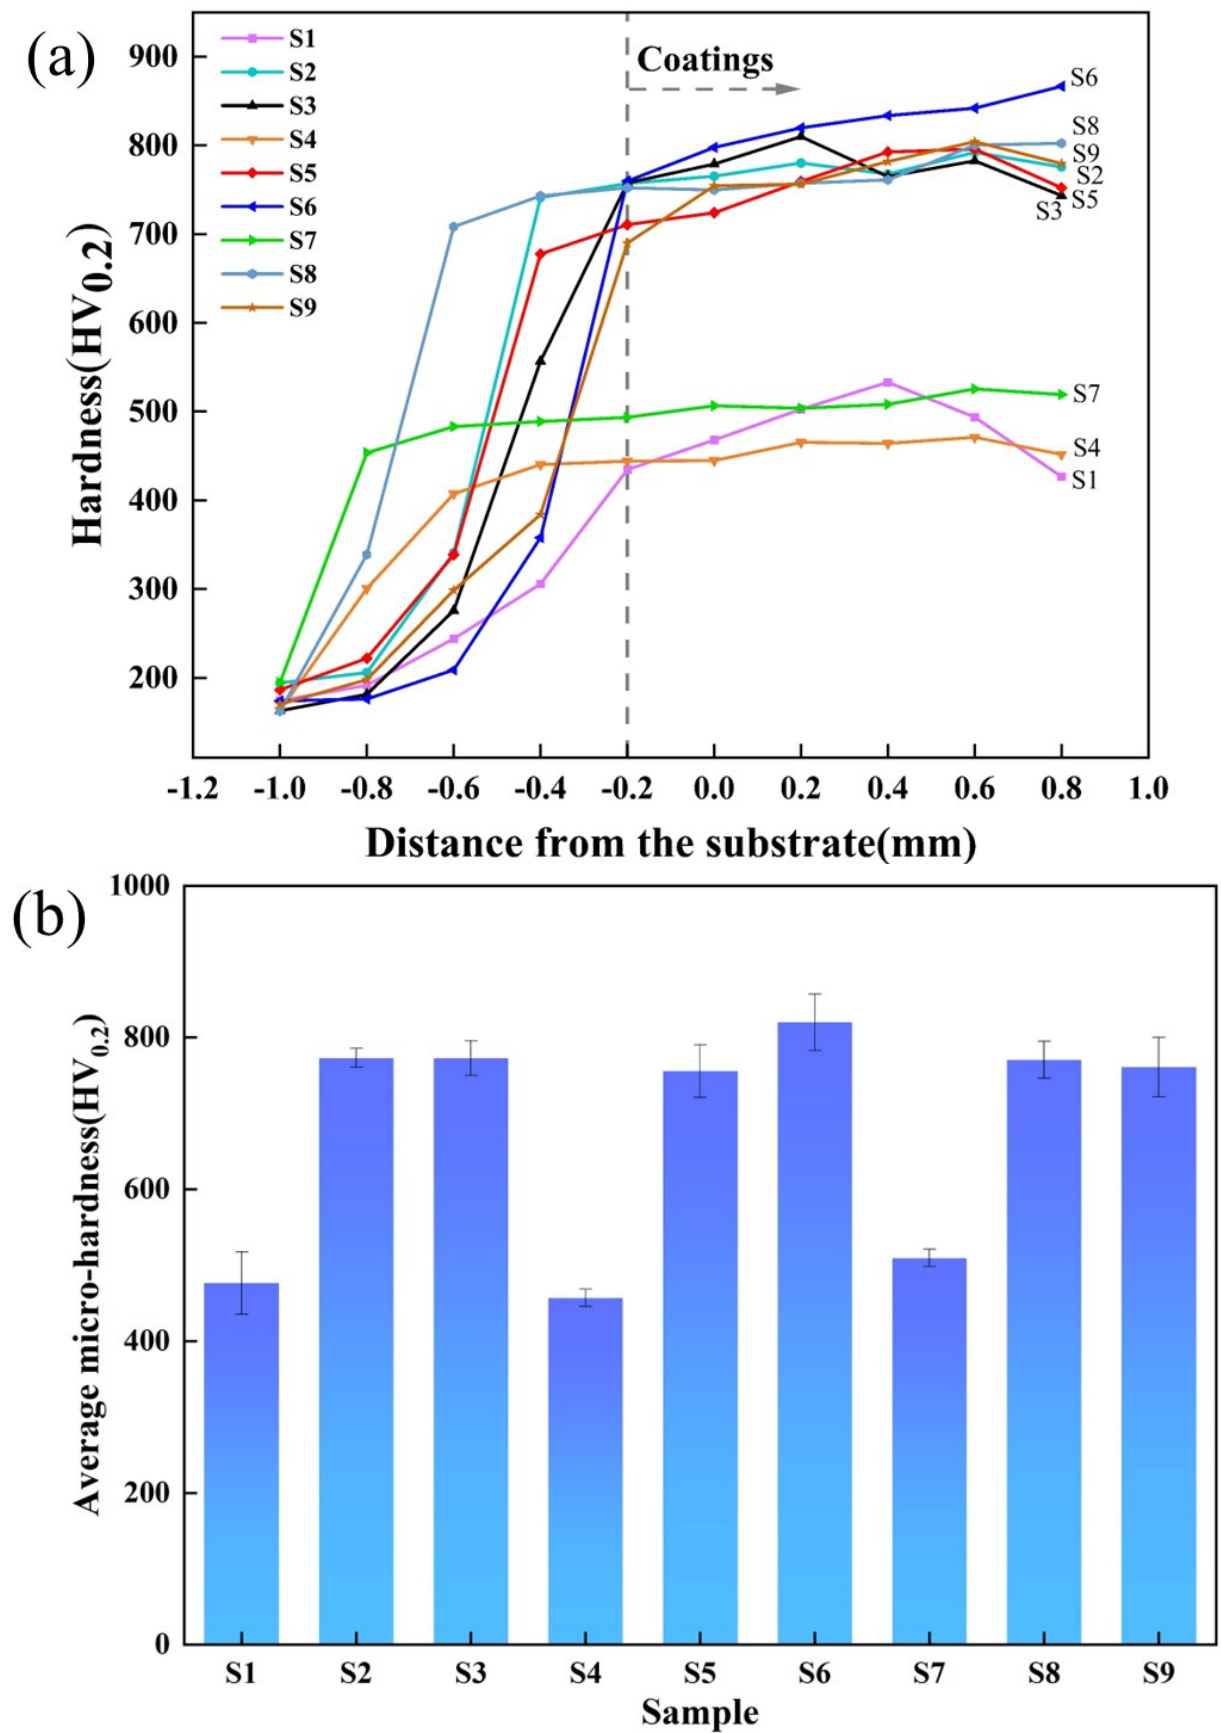 (a)
S1
S2
S3
S4
S5
S6
S7
S8
S9
Coatings
S6
S8
S9
S2
S5
S3
S7
S4
S1
900
800
700
600
500
400
300
200
Hardness(HV0.2)
-1.2 -1.0 -0.8 -0.6 -0.4 -0.2 0.0 0.2 0.4 0.6 0.8 1.0
Distance from the substrate(mm)
(b)
1000
800
600
400
200
0
Average micro-hardness(HV0.2)
S1 S2 S3 S4 S5 S6 S7 S8 S9
Sample